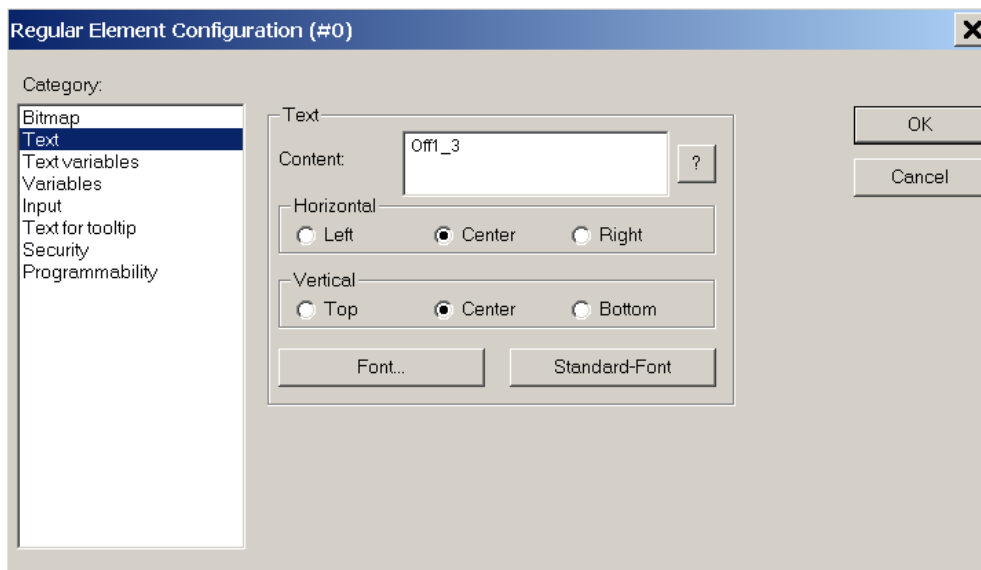 Regular Element Configuration (#0)
Category:
Bitmap
Text
Text variables
Variables
Input
Text for tooltip
Security
Programmability
Text
Content:
Off1_3
?
Horizontal
Left Center Right
Vertical
Top Center Bottom
Font... Standard-Font
OK
Cancel